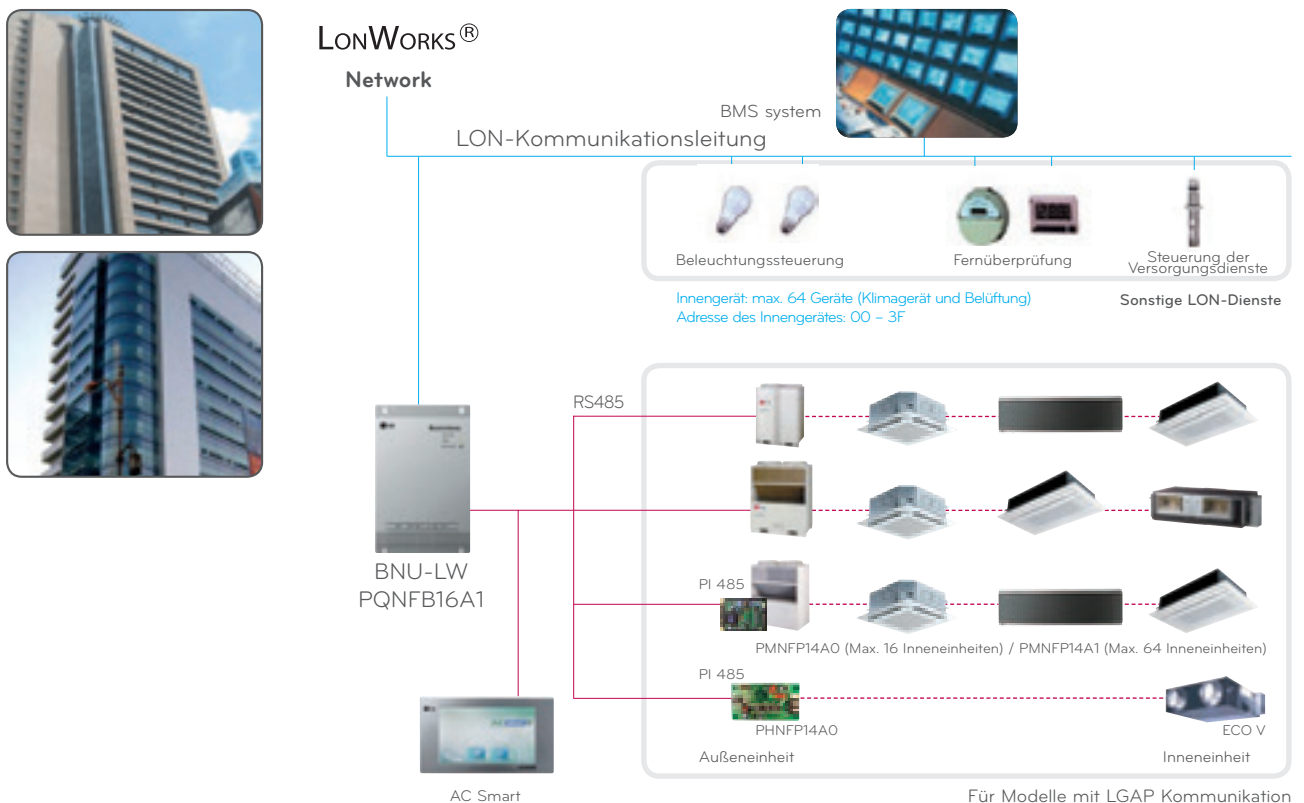 LONWORKS®
Network
BMS system
LON-Kommunikationsleitung
Beleuchtungssteuerung
Fernüberprüfung
Steuerung der
Versorgungsdienste
Innengerät: max. 64 Geräte (Klimagerät und Belüftung)
Adresse des Innengerätes: 00 – 3F
Sonstige LON-Dienste
RS485
BNU-LW
PQNFB16A1
PI 485
PMNFP14A0 (Max. 16 Inneneinheiten) / PMNFP14A1 (Max. 64 Inneneinheiten)
PI 485
PHNFP14A0
ECO V
Außeneinheit
Inneneinheit
AC Smart
Für Modelle mit LGAP Kommunikation